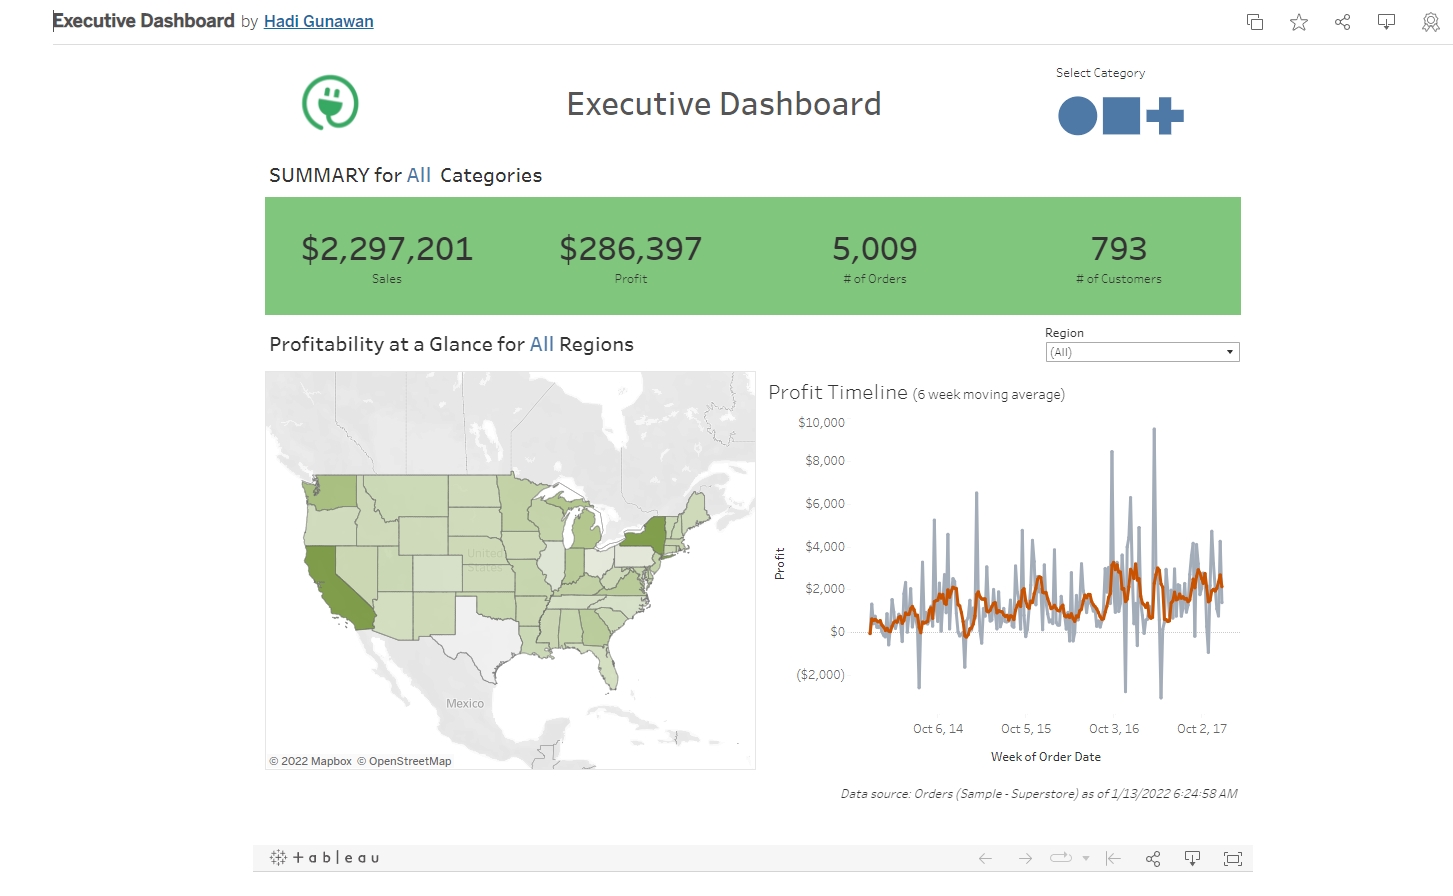 Executive Dashboard by Hadi Gunawan
Executive Dashboard
Select Category
SUMMARY for All Categories
$2,297,201
Sales
$286,397
Profit
5,009
# of Orders
793
# of Customers
Profitability at a Glance for All Regions
Region
(All)
United
States
Mexico
© 2022 Mapbox © OpenStreetMap
Profit Timeline (6 week moving average)
Profit
$10,000
$8,000
$6,000
$4,000
$2,000
$0
($2,000)
Oct 6, 14
Oct 5, 15
Oct 3, 16
Oct 2, 17
Week of Order Date
Data source: Orders (Sample - Superstore) as of 1/13/2022 6:24:58 AM
+ a b l e a u